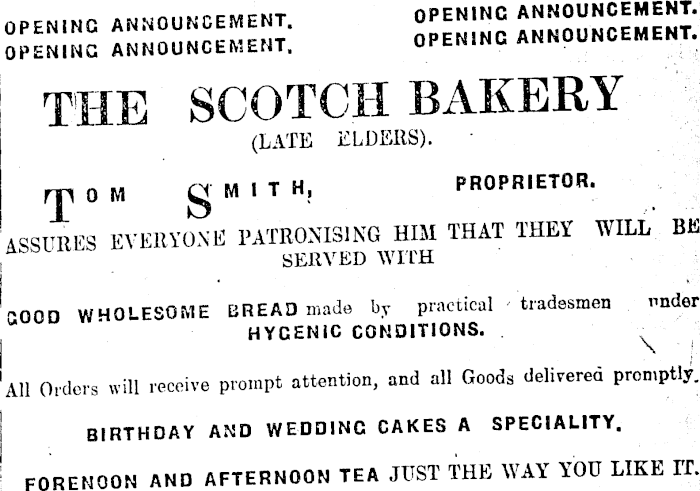 OPENING ANNOUNCEMENT. OPENING ANNOUNCEMENT.
OPENING ANNOUNCEMENT. OPENING ANNOUNCEMENT.
THE SCOTCH BAKERY
(LATE ELDERS).
TOM SMITH, PROPRIETOR.
ASSURES EVERYONE PATRONISING HIM THAT THEY WILL BE
SERVED WITH
GOOD WHOLESOME BREAD made by practical tradesmen under
HYGENIC CONDITIONS.
All Orders will receive prompt attention, and all Goods delivered promptly.
BIRTHDAY AND WEDDING CAKES A SPECIALITY.
FORENOON AND AFTERNOON TEA JUST THE WAY YOU LIKE IT.